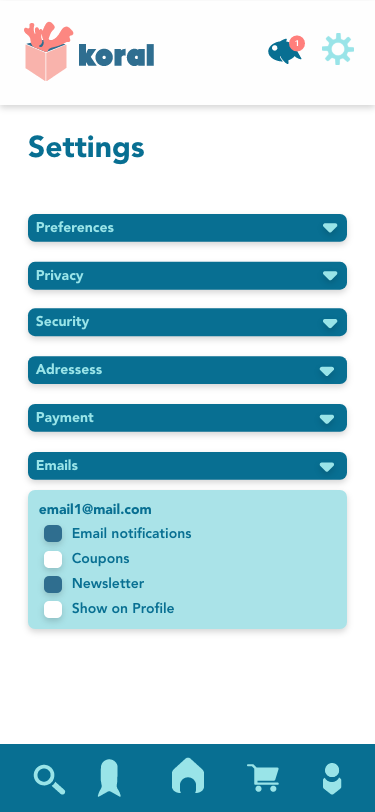 koral
1
Settings
Preferences
Privacy
Security
Adressess
Payment
Emails
email1@mail.com
Email notifications
Coupons
Newsletter
Show on Profile